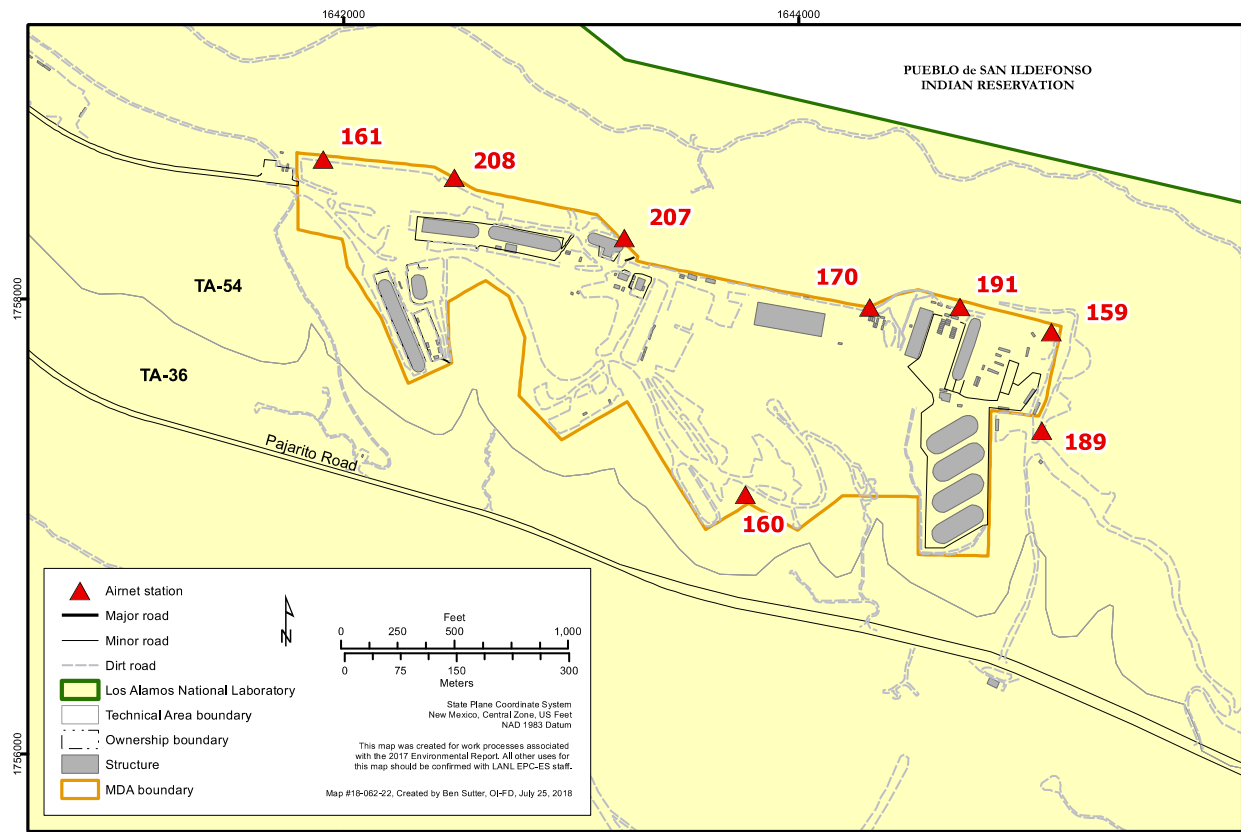 1642000
1644000
PUEBLO de SAN ILDEFONSO
INDIAN RESERVATION
161
208
207
170
191
159
1758000
TA-54
TA-36
Pajarito Road
189
160
Airnet station
Major road
Minor road
Dirt road
Los Alamos National Laboratory
Technical Area boundary
Ownership boundary
Structure
MDA boundary
N
Feet
0 250 500 1,000
0 75 150 300
Meters
State Plane Coordinate System
New Mexico, Central Zone, US Feet
NAD 1983 Datum
This map was created for work processes associated
with the 2017 Environmental Report. All other uses for
this map should be confirmed with LANL EPC-ES staff.
Map #18-062-22, Created by Ben Sutter, OI-FD, July 25, 2018
1756000